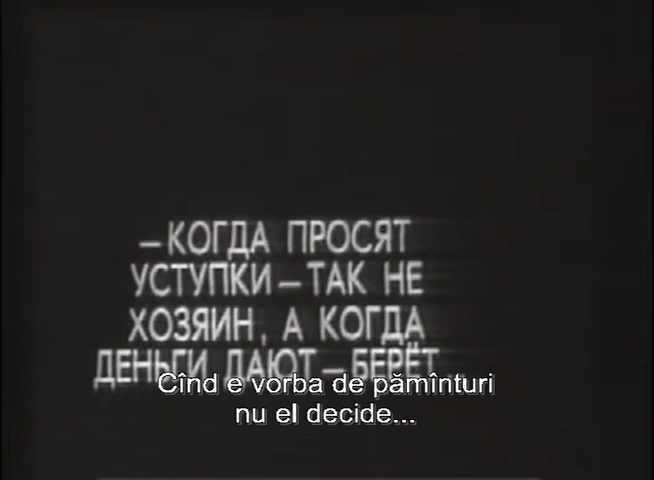 —КОГДА ПРОСЯТ
УСТУПКИ—ТАК НЕ
ХОЗЯИН, А КОГДА
ДЕНЬГИ ДАЮТ—БЕРЁТ...
Cînd e vorba de pămînturi
nu el decide...